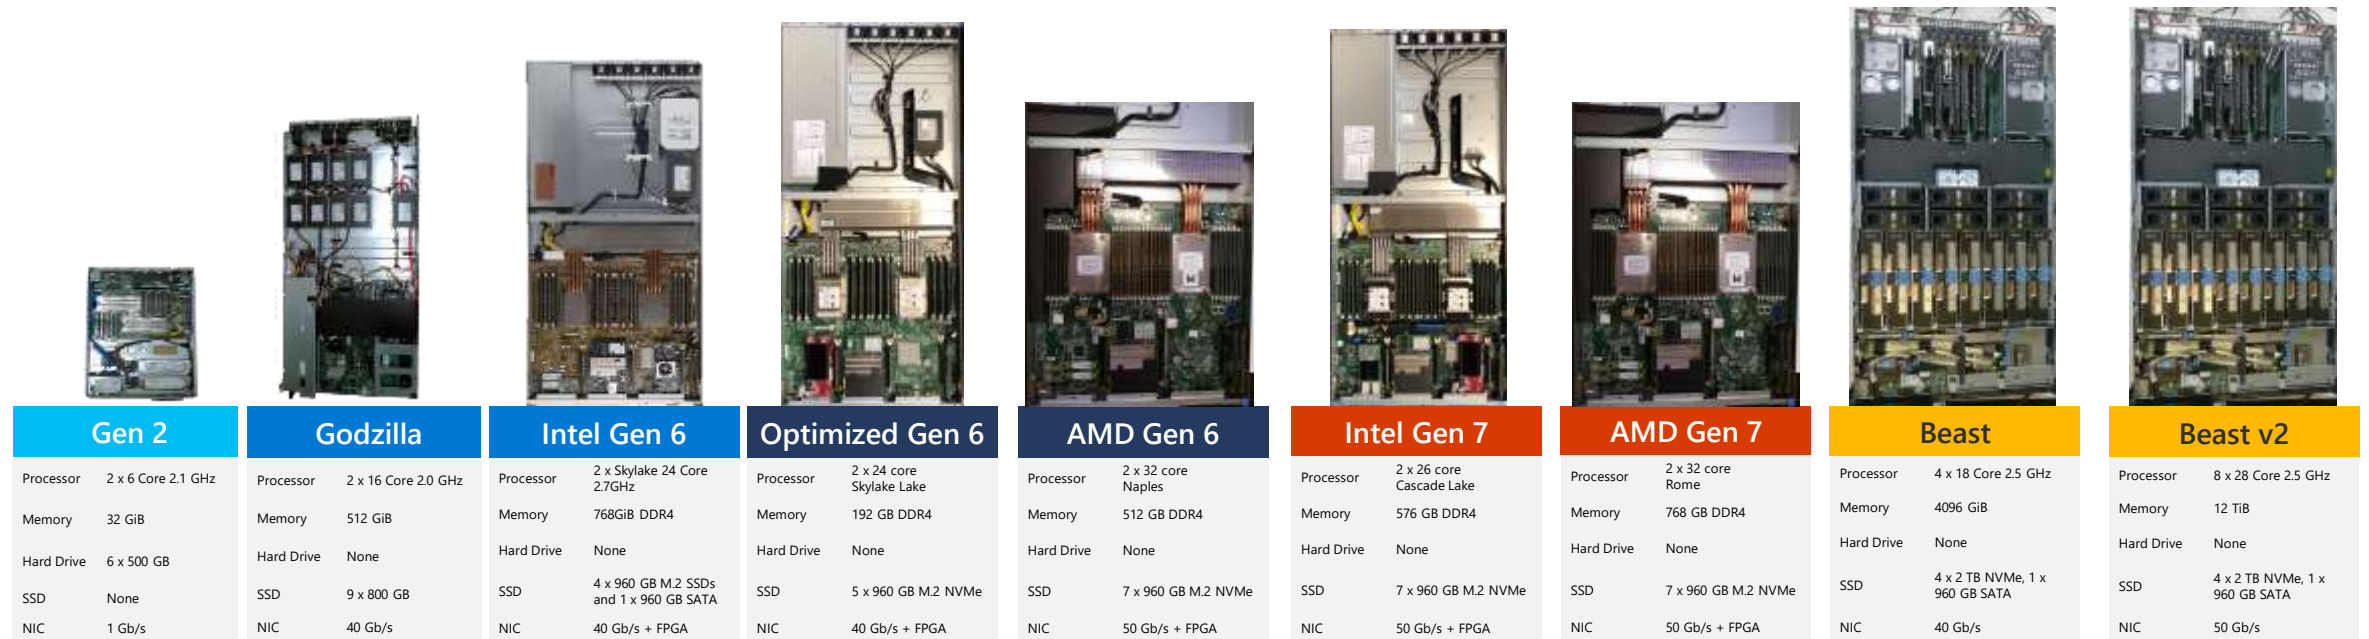 Gen 2
Processor 2 x 6 Core 2.1 GHz
Memory 32 GiB
Hard Drive 6 x 500 GB
SSD None
NIC 1 Gb/s
Godzilla
Processor 2 x 16 Core 2.0 GHz
Memory 512 GiB
Hard Drive None
SSD 9 x 800 GB
NIC 40 Gb/s
Intel Gen 6
Processor 2 x Skylake 24 Core
2.7GHz
Memory 768GiB DDR4
Hard Drive None
SSD 4 x 960 GB M.2 SSDs
and 1 x 960 GB SATA
NIC 40 Gb/s + FPGA
Optimized Gen 6
Processor 2 x 24 core
Skylake Lake
Memory 192 GB DDR4
Hard Drive None
SSD 5 x 960 GB M.2 NVMe
NIC 40 Gb/s + FPGA
AMD Gen 6
Processor 2 x 32 core
Naples
Memory 512 GB DDR4
Hard Drive None
SSD 7 x 960 GB M.2 NVMe
NIC 50 Gb/s + FPGA
Intel Gen 7
Processor 2 x 26 core
Cascade Lake
Memory 576 GB DDR4
Hard Drive None
SSD 7 x 960 GB M.2 NVMe
NIC 50 Gb/s + FPGA
AMD Gen 7
Processor 2 x 32 core
Rome
Memory 768 GB DDR4
Hard Drive None
SSD 7 x 960 GB M.2 NVMe
NIC 50 Gb/s + FPGA
Beast
Processor 4 x 18 Core 2.5 GHz
Memory 4096 GiB
Hard Drive None
SSD 4 x 2 TB NVMe, 1 x
960 GB SATA
NIC 40 Gb/s
Beast v2
Processor 8 x 28 Core 2.5 GHz
Memory 12 TiB
Hard Drive None
SSD 4 x 2 TB NVMe, 1 x
960 GB SATA
NIC 50 Gb/s